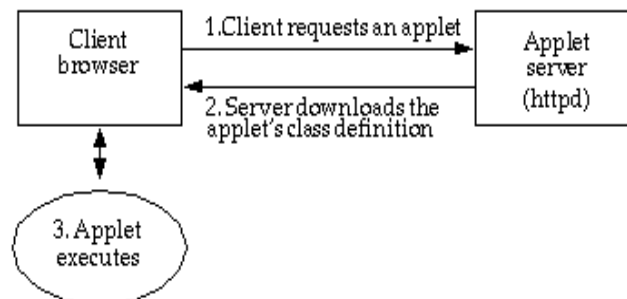 Client
browser
1.Client requests an applet
Applet
server
(httpd)
2. Server downloads the
applet's class definition
3. Applet
executes